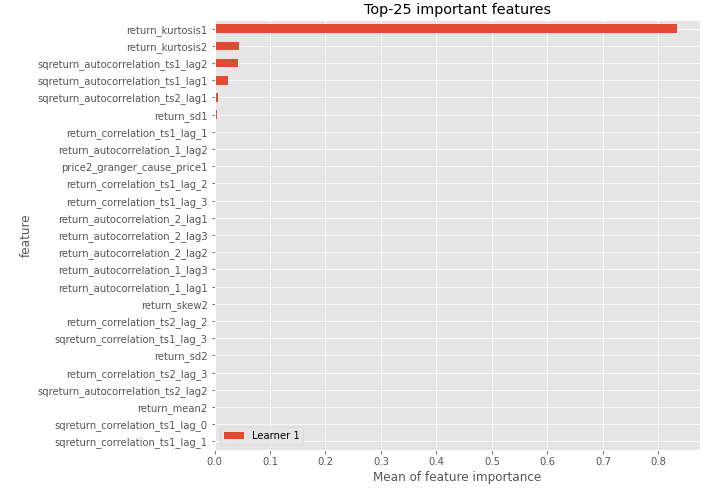 Top-25 important features
return_kurtosis1
return_kurtosis2
sqreturn_autocorrelation_ts1_lag2
sqreturn_autocorrelation_ts1_lag1
sqreturn_autocorrelation_ts2_lag1
return_sd1
return_correlation_ts1_lag_1
return_autocorrelation_1_lag2
price2_granger_cause_price1
return_correlation_ts1_lag_2
return_correlation_ts1_lag_3
return_autocorrelation_2_lag1
return_autocorrelation_2_lag3
return_autocorrelation_2_lag2
return_autocorrelation_1_lag3
return_autocorrelation_1_lag1
return_skew2
return_correlation_ts2_lag_2
sqreturn_correlation_ts1_lag_3
return_sd2
return_correlation_ts2_lag_3
sqreturn_autocorrelation_ts2_lag2
return_mean2
sqreturn_correlation_ts1_lag_0
sqreturn_correlation_ts1_lag_1
feature
Learner 1
0.0 0.1 0.2 0.3 0.4 0.5 0.6 0.7 0.8
Mean of feature importance